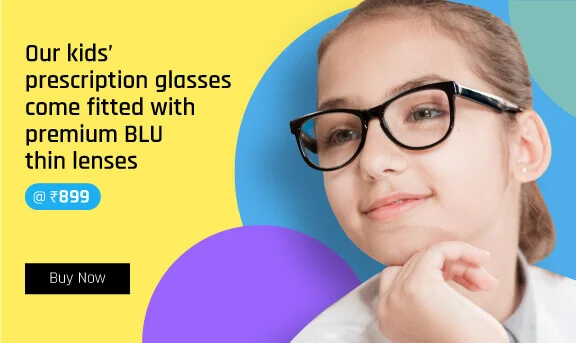 Our kids’
prescription glasses
come fitted with
premium BLU
thin lenses
@ ₹899
Buy Now